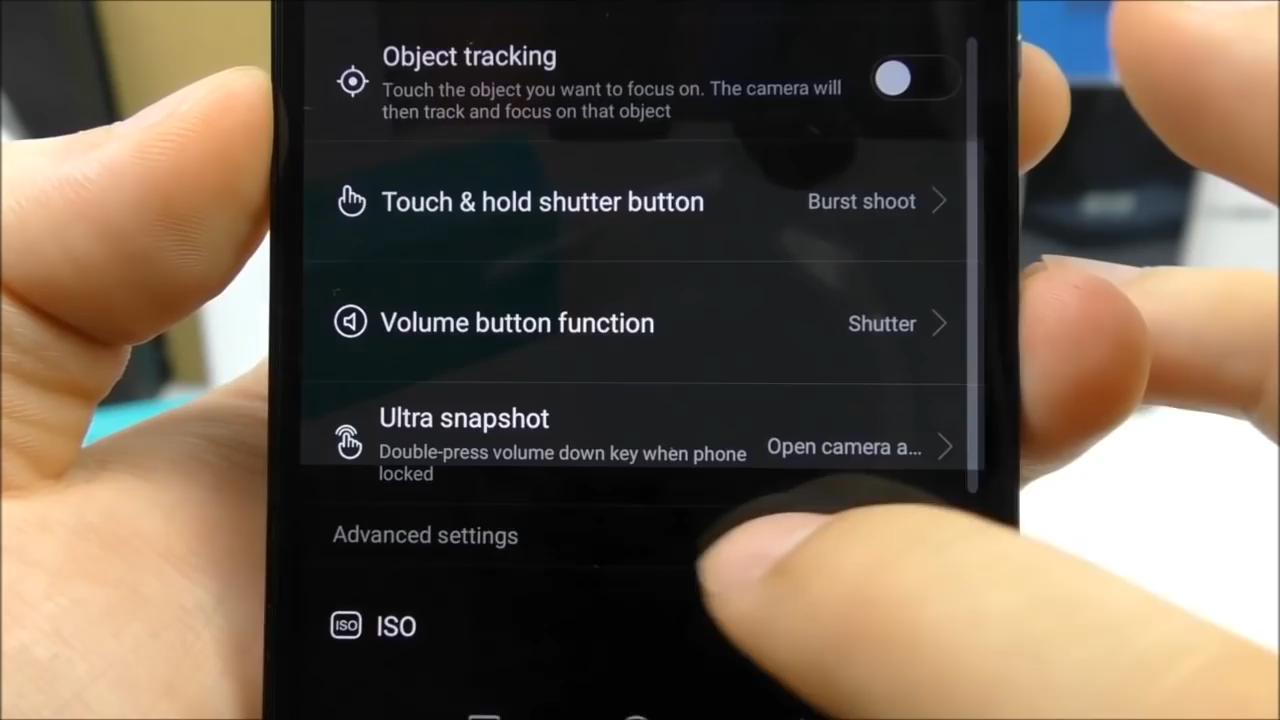 Object tracking
Touch the object you want to focus on. The camera will
then track and focus on that object
Touch & hold shutter button
Burst shoot
Volume button function
Shutter
Ultra snapshot
Double-press volume down key when phone
locked
Open camera a...
Advanced settings
ISO
ISO